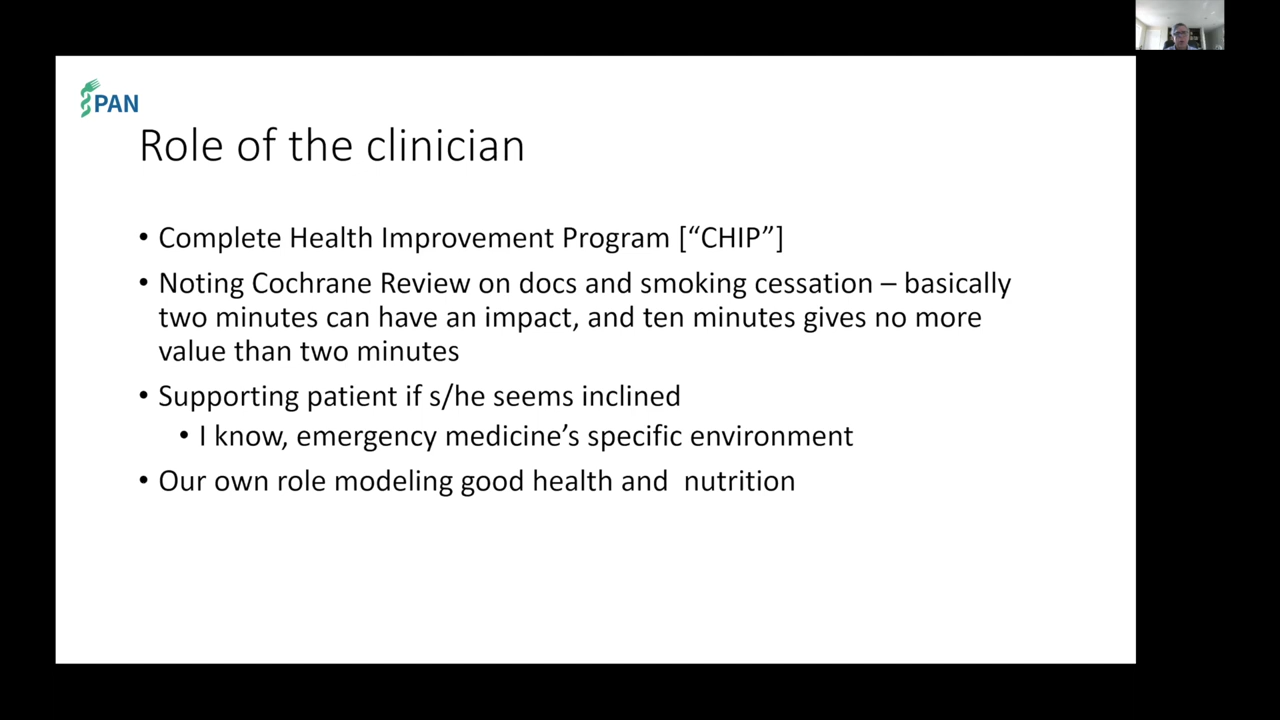 PAN
Role of the clinician
• Complete Health Improvement Program [“CHIP”]
• Noting Cochrane Review on docs and smoking cessation – basically
two minutes can have an impact, and ten minutes gives no more
value than two minutes
• Supporting patient if s/he seems inclined
• I know, emergency medicine’s specific environment
• Our own role modeling good health and  nutrition